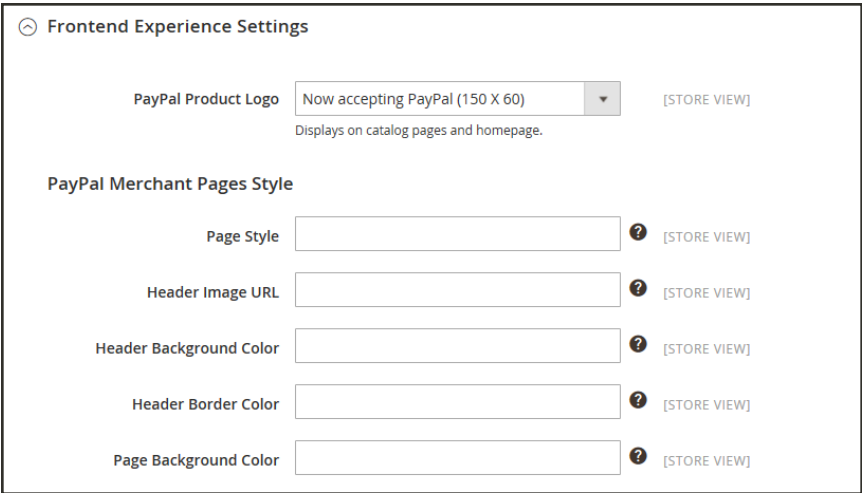 Frontend Experience Settings
PayPal Product Logo Now accepting PayPal (150 X 60) [STORE VIEW]
Displays on catalog pages and homepage.
PayPal Merchant Pages Style
Page Style ? [STORE VIEW]
Header Image URL ? [STORE VIEW]
Header Background Color ? [STORE VIEW]
Header Border Color ? [STORE VIEW]
Page Background Color ? [STORE VIEW]